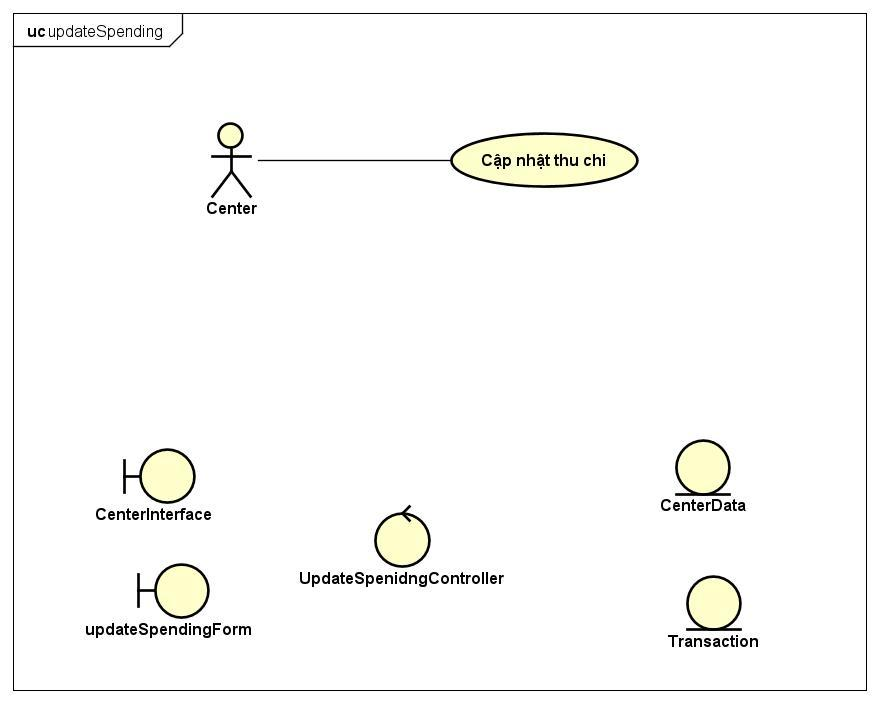 uc updateSpending
Cập nhật thu chi
Center
CenterInterface
CenterData
UpdateSpenidngController
updateSpendingForm
Transaction